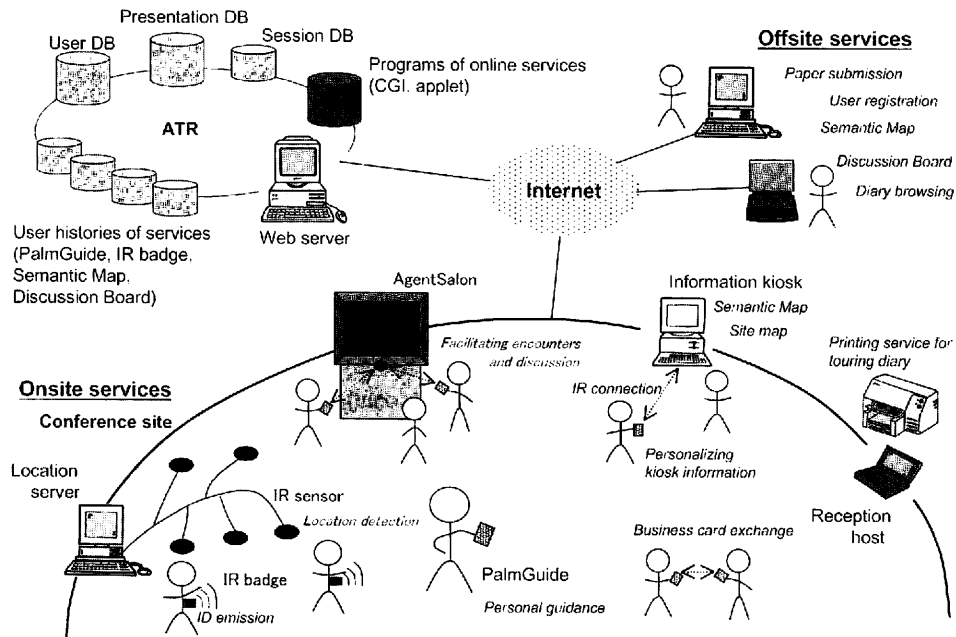 Presentation DB
User DB
Session DB
Programs of online services
(CGI, applet)
ATR
User histories of services
(PalmGuide, IR badge,
Semantic Map,
Discussion Board)
Web server
Internet
Offsite services
Paper submission
User registration
Semantic Map
Discussion Board
Diary browsing
AgentSalon
Facilitating encounters
and discussion
Information kiosk
Semantic Map
Site map
IR connection
Personalizing
kiosk information
Printing service for
touring diary
Reception
host
Onsite services
Conference site
Location
server
IR sensor
Location detection
IR badge
ID emission
PalmGuide
Personal guidance
Business card exchange